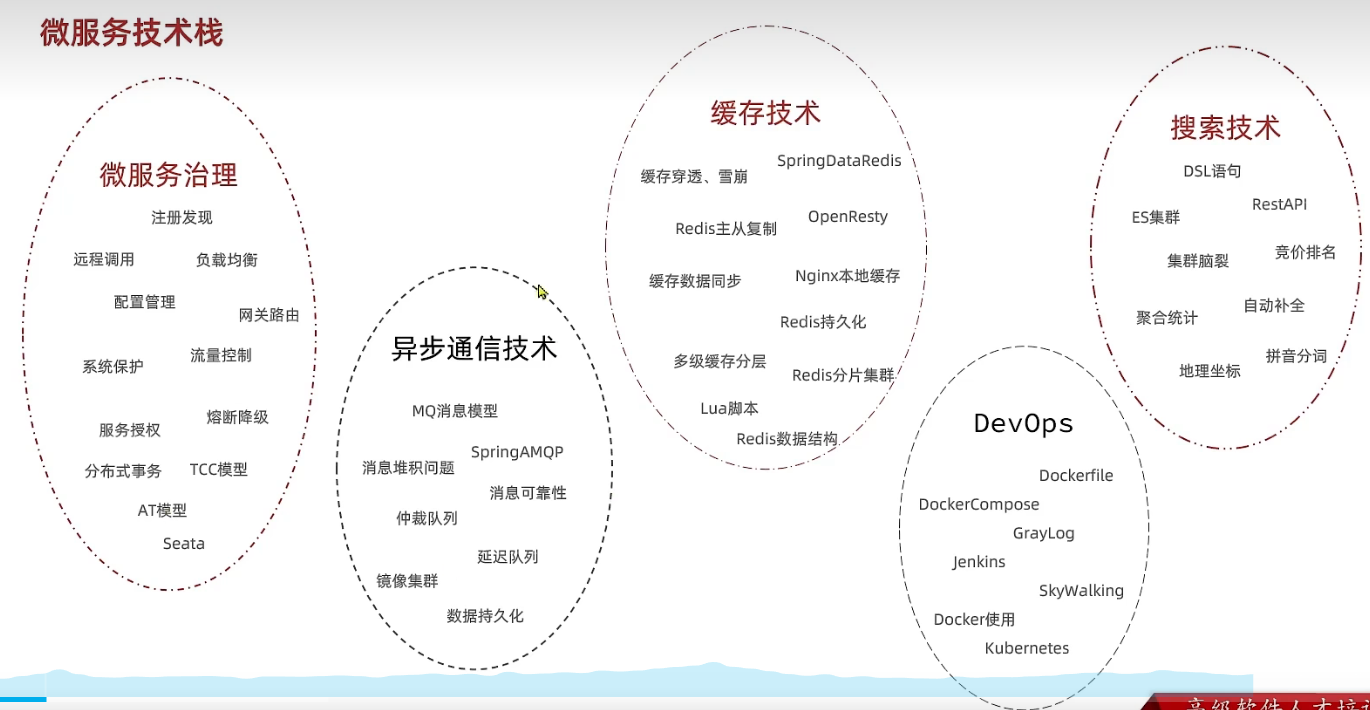 微服务技术栈
微服务治理
注册发现
远程调用
负载均衡
配置管理
网关路由
流量控制
系统保护
熔断降级
服务授权
分布式事务
TCC模型
AT模型
Seata
异步通信技术
MQ消息模型
SpringAMQP
消息堆积问题
消息可靠性
仲裁队列
延迟队列
镜像集群
数据持久化
缓存技术
SpringDataRedis
缓存穿透、雪崩
OpenResty
Redis主从复制
Nginx本地缓存
缓存数据同步
Redis持久化
多级缓存分层
Redis分片集群
Lua脚本
Redis数据结构
DevOps
Dockerfile
DockerCompose
GrayLog
Jenkins
SkyWalking
Docker使用
Kubernetes
搜索技术
DSL语句
RestAPI
ES集群
竞价排名
集群脑裂
自动补全
聚合统计
拼音分词
地理坐标
高级软件人才培